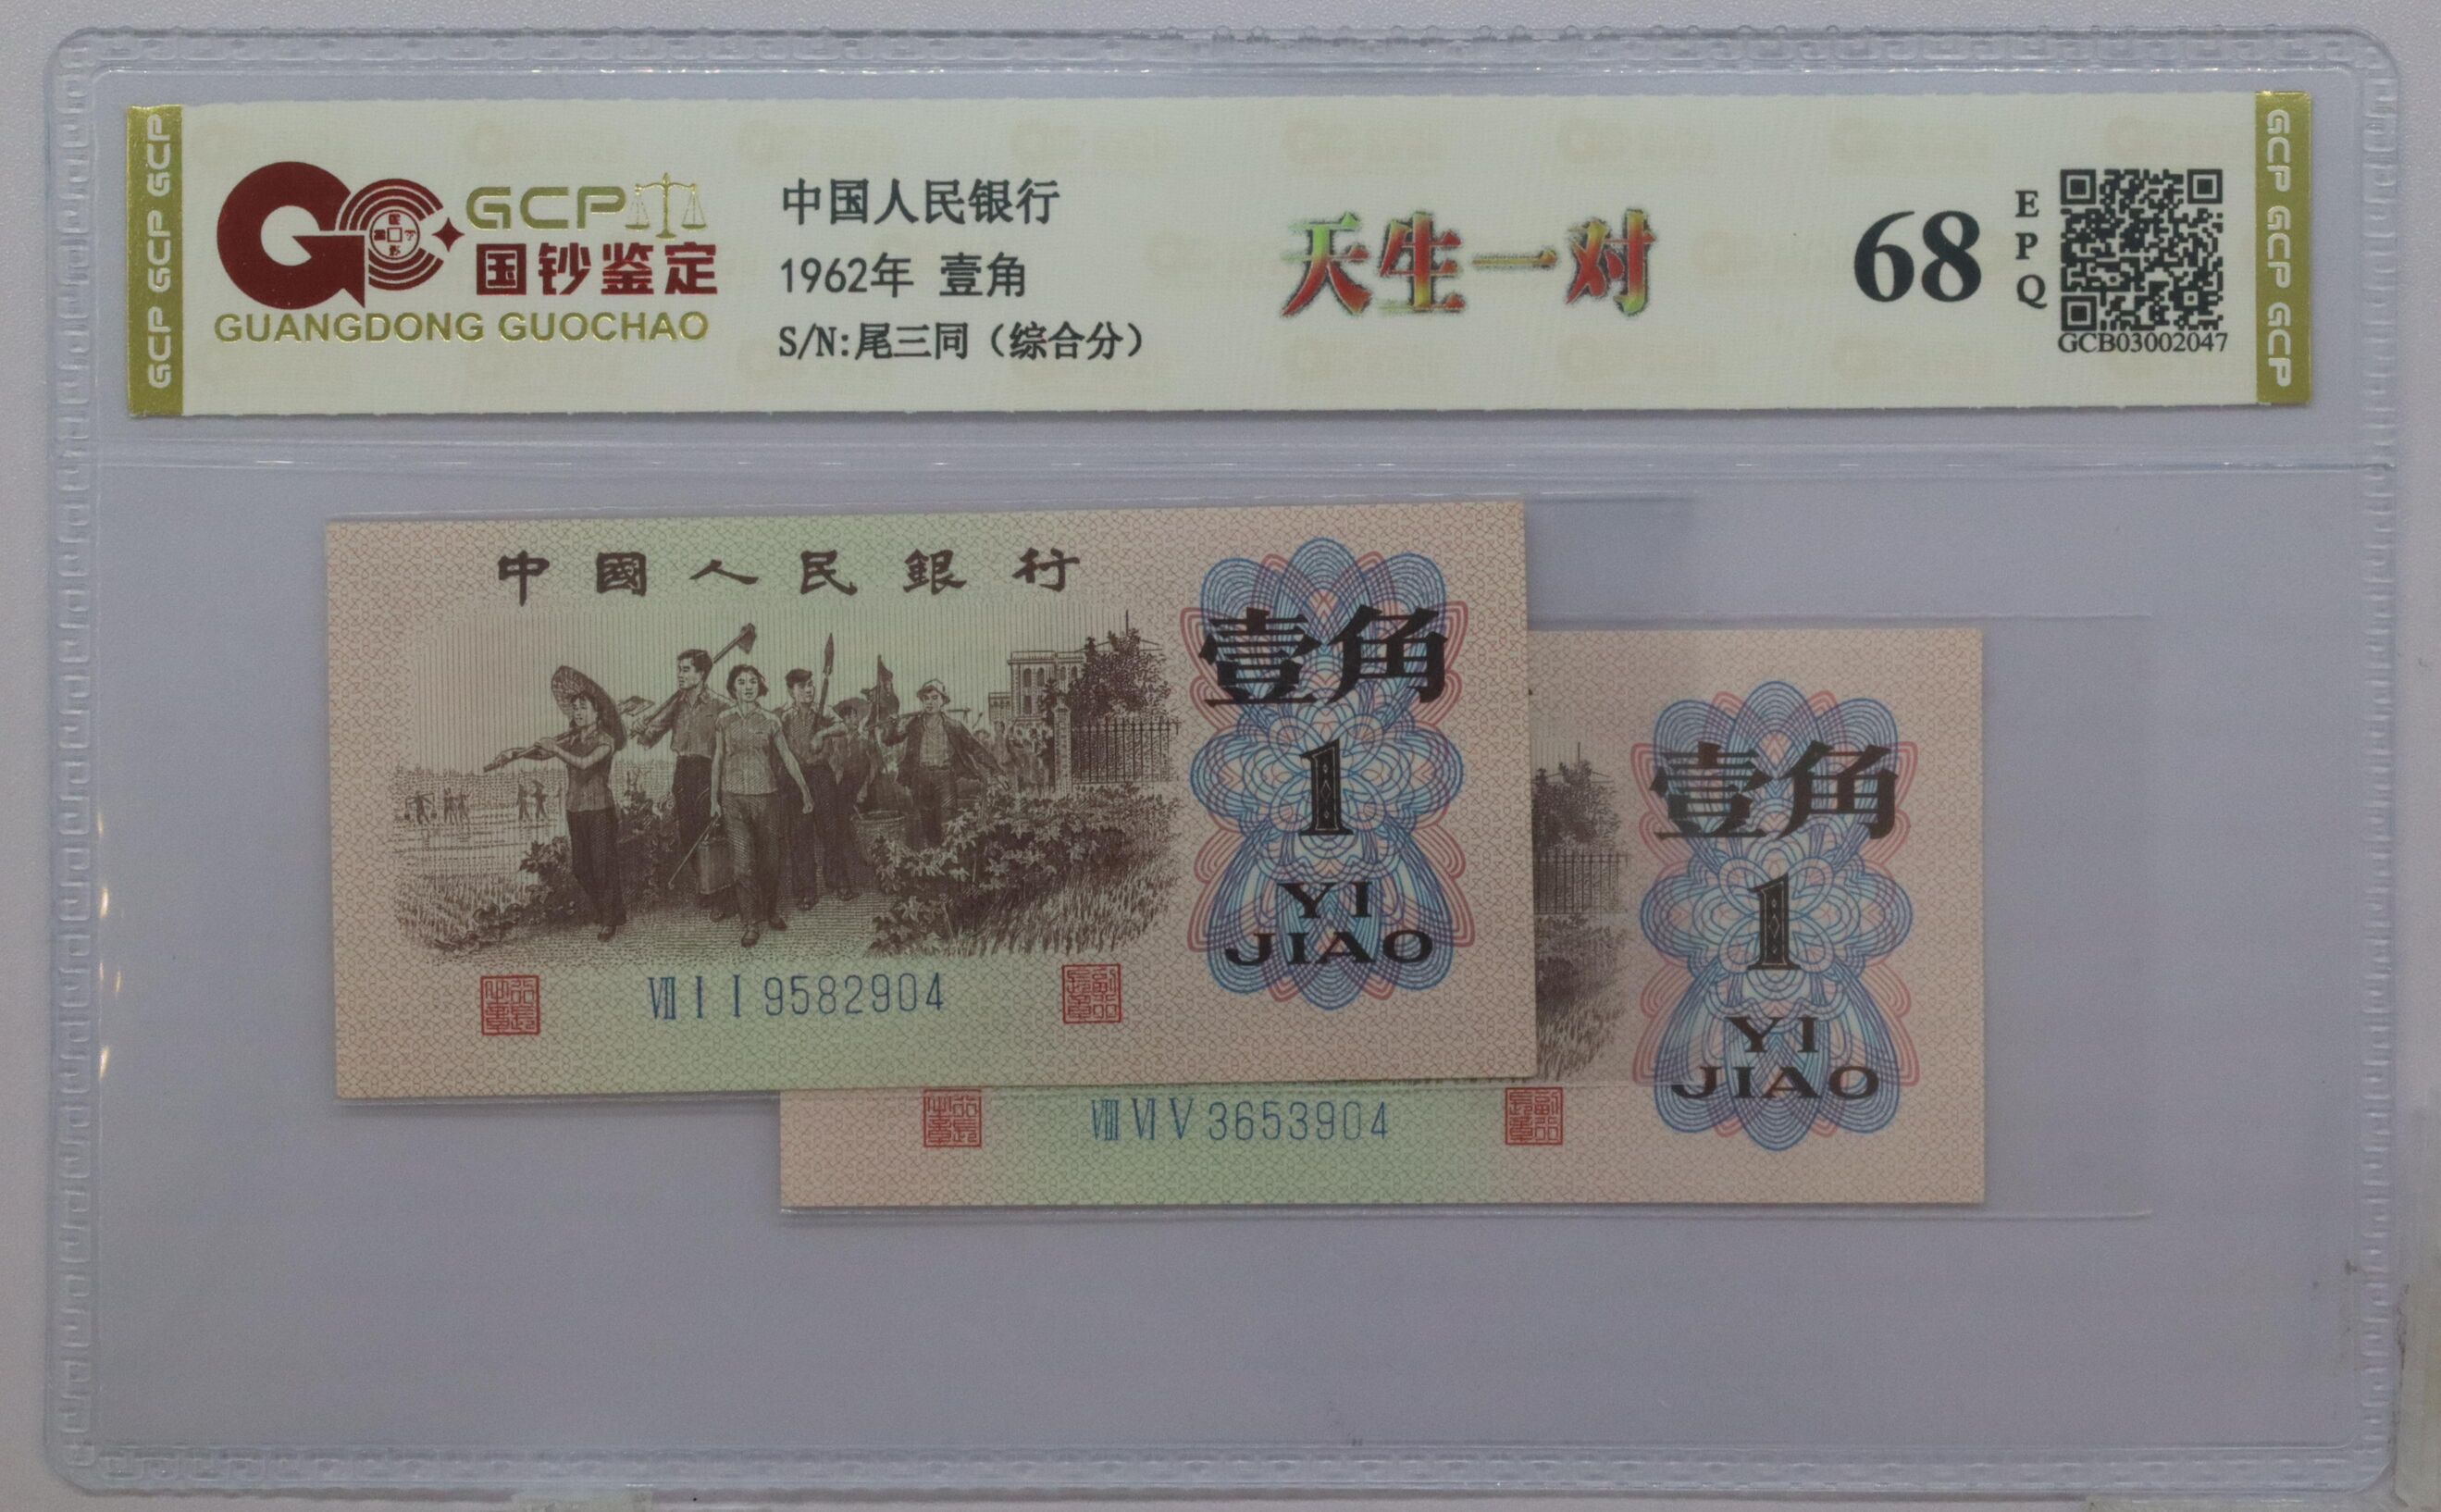 GCP GCP GCP
GCP
国钞鉴定
GUANGDONG GUOCHAO
中国人民银行
1962年 壹角
S/N:尾三同（综合分）
天生一对
68
EPQ
GCB03002047
GCP GCP GCP
中國人民銀行
壹角
1
YI
JIAO
VIII I I 9582904
壹角
1
YI
JIAO
VIII VI V 3653904